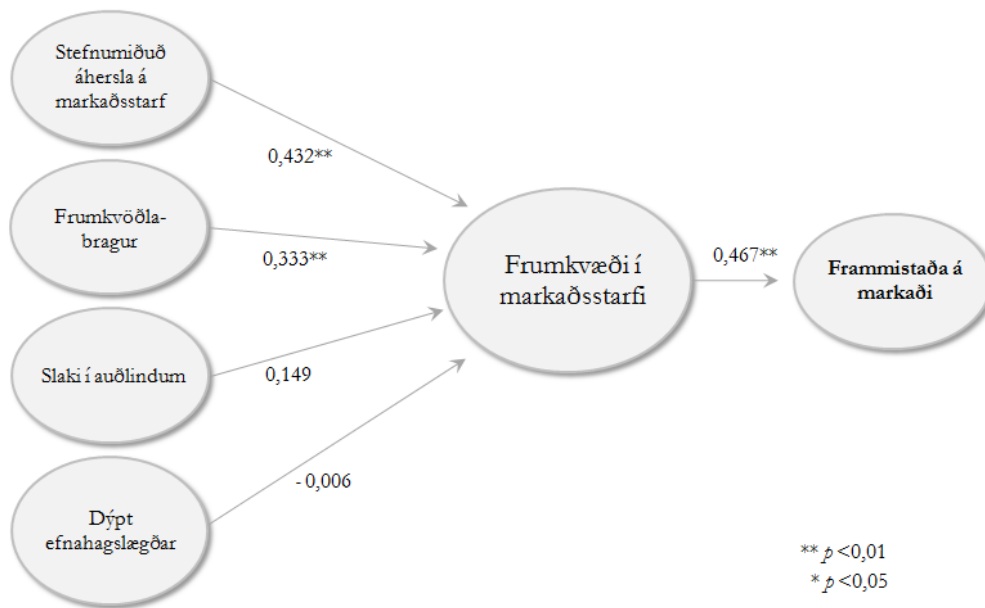 Stefnumiðuð
áhersla á
markaðsstarf
0,432**
Frumkvöðla-
bragur
0,333**
Frumkvæði í
markaðsstarfi
0,467**
Frammistaða á
markaði
Slaki í auðlindum
0,149
- 0,006
Dýpt
efnahagslægðar
** p <0,01
* p <0,05